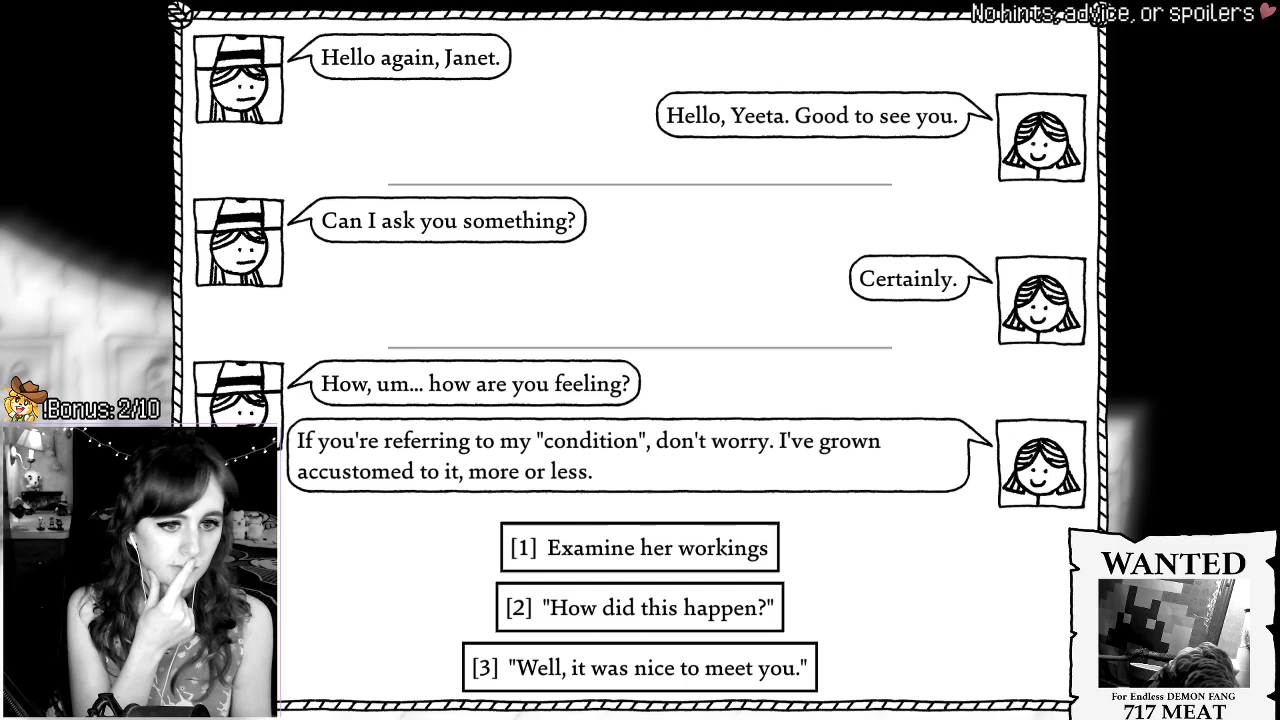 No hints, advice, or spoilers
Hello again, Janet.
Hello, Yeeta. Good to see you.
Can I ask you something?
Certainly.
How, um... how are you feeling?
If you're referring to my "condition", don't worry. I've grown
accustomed to it, more or less.
!Bonus: 2/10
[1] Examine her workings
[2] "How did this happen?"
[3] "Well, it was nice to meet you."
WANTED
For Endless DEMON FANG
717 MEAT